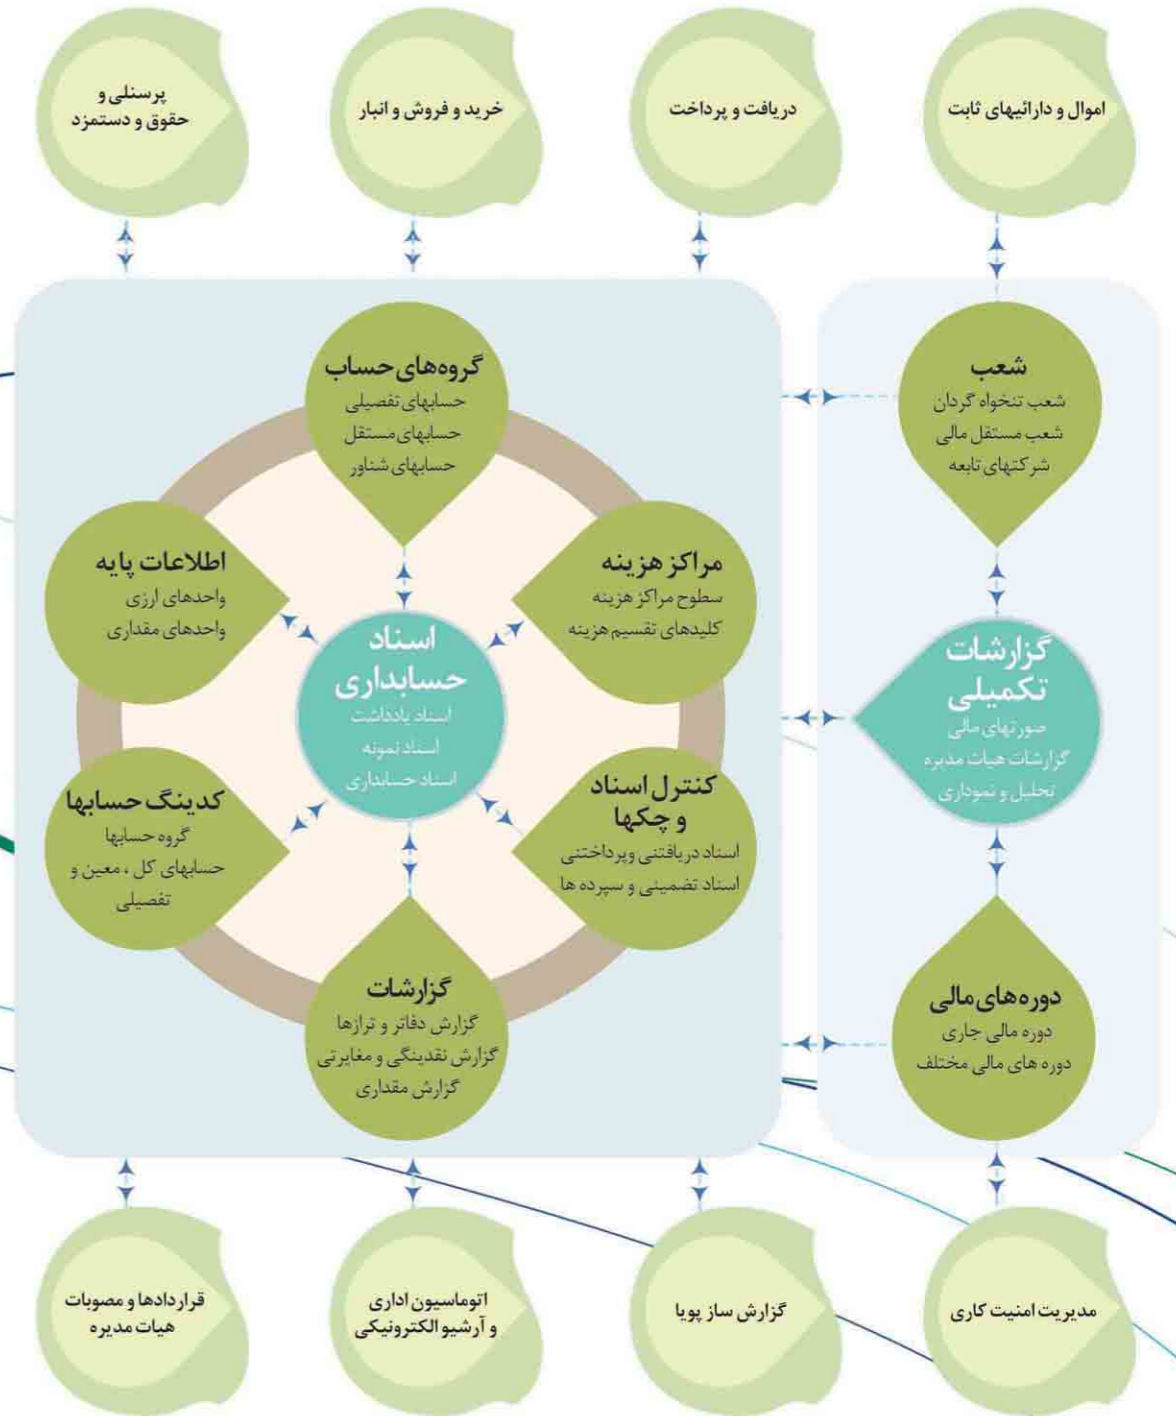 اموال و دارائیهای ثابت
دریافت و پرداخت
خرید و فروش و انبار
پرسنلی و
حقوق و دستمزد
شعب
شعب تنخواه گردان
شعب مستقل مالی
شرکتهای تابعه
گزارشات
تکمیلی
صورتهای مالی
گزارشات هیات مدیره
تحلیل و نموداری
دوره‌های مالی
دوره مالی جاری
دوره های مالی مختلف
گروه‌های حساب
حسابهای تفصیلی
حسابهای مستقل
حسابهای شناور
مراکز هزینه
سطوح مراکز هزینه
کلیدهای تقسیم هزینه
اطلاعات پایه
واحدهای ارزی
واحدهای مقداری
اسناد
حسابداری
اسناد یادداشت
اسناد نمونه
اسناد حسابداری
کنترل اسناد
و چکها
اسناد دریافتنی وپرداختنی
اسناد تضمینی و سپرده ها
کدینگ حسابها
گروه حسابها
حسابهای کل ، معین و
تفصیلی
گزارشات
گزارش دفاتر و ترازها
گزارش نقدینگی و مغایرتی
گزارش مقداری
مدیریت امنیت کاری
گزارش ساز پویا
اتوماسیون اداری
و آرشیو الکترونیکی
قراردادها و مصوبات
هیات مدیره